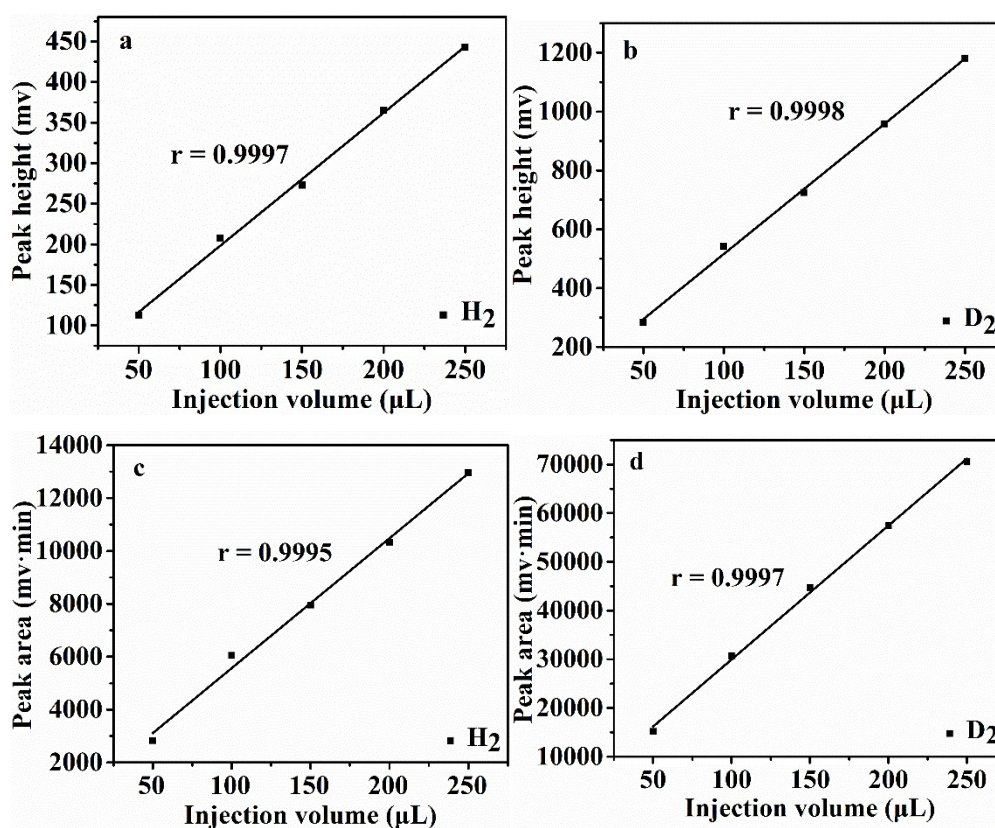 a
Peak height (mv)
450
400
350
300
250
200
150
100
r = 0.9997
H2
50 100 150 200 250
Injection volume (μL)
b
Peak height (mv)
1200
1000
800
600
400
200
r = 0.9998
D2
50 100 150 200 250
Injection volume (μL)
c
Peak area (mv·min)
14000
12000
10000
8000
6000
4000
2000
r = 0.9995
H2
50 100 150 200 250
Injection volume (μL)
d
Peak area (mv·min)
70000
60000
50000
40000
30000
20000
10000
r = 0.9997
D2
50 100 150 200 250
Injection volume (μL)